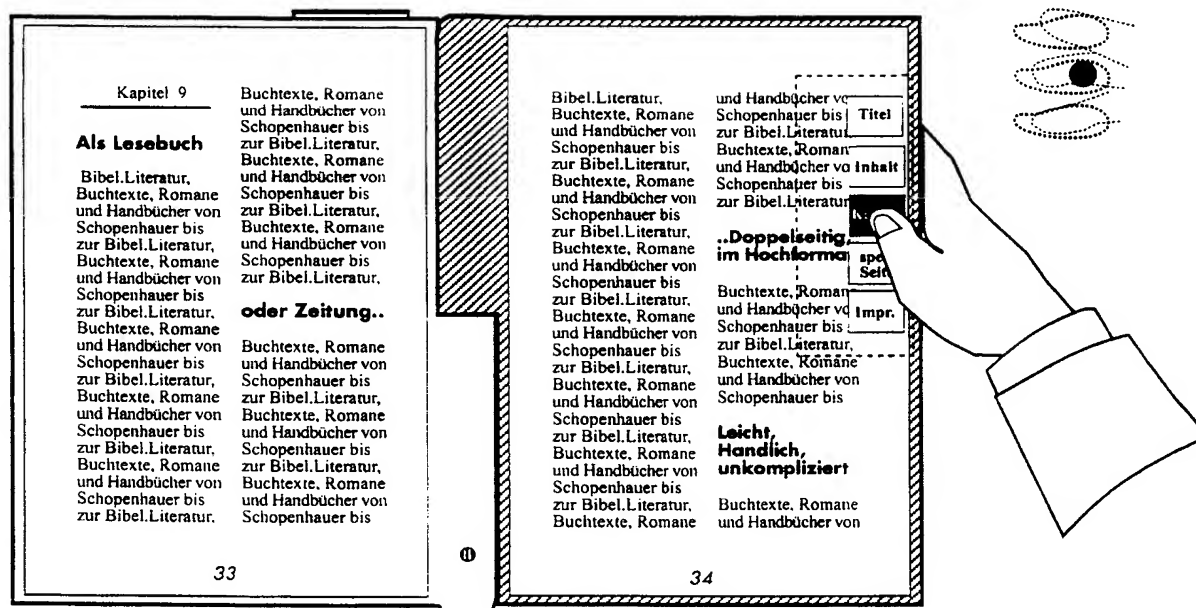 Kapitel 9
Als Lesebuch
Bibel.Literatur,
Buchtexte, Romane
und Handbücher von
Schopenhauer bis
zur Bibel.Literatur,
Buchtexte, Romane
und Handbücher von
Schopenhauer bis
zur Bibel.Literatur,
Buchtexte, Romane
und Handbücher von
Schopenhauer bis
zur Bibel.Literatur,
Buchtexte, Romane
und Handbücher von
Schopenhauer bis
zur Bibel.Literatur,
Buchtexte, Romane
und Handbücher von
Schopenhauer bis
zur Bibel.Literatur.
Buchtexte, Romane
und Handbücher von
Schopenhauer bis
zur Bibel.Literatur,
Buchtexte, Romane
und Handbücher von
Schopenhauer bis
zur Bibel.Literatur,
Buchtexte, Romane
und Handbücher von
Schopenhauer bis
zur Bibel.Literatur,
oder Zeitung..
Buchtexte, Romane
und Handbücher von
Schopenhauer bis
zur Bibel.Literatur,
Buchtexte, Romane
und Handbücher von
Schopenhauer bis
zur Bibel.Literatur,
Buchtexte, Romane
und Handbücher von
Schopenhauer bis
33
Bibel.Literatur,
Buchtexte, Romane
und Handbücher von
Schopenhauer bis
zur Bibel.Literatur,
Buchtexte, Romane
und Handbücher von
Schopenhauer bis
zur Bibel.Literatur,
Buchtexte, Romane
und Handbücher von
Schopenhauer bis
zur Bibel.Literatur,
Buchtexte, Romane
und Handbücher von
Schopenhauer bis
zur Bibel.Literatur,
Buchtexte, Romane
und Handbücher von
Schopenhauer bis
zur Bibel.Literatur,
Buchtexte, Romane
und Handbücher von
Schopenhauer bis
zur Bibel.Literatur,
Buchtexte, Romane
und Handbücher vo
Schopenhauer bis
zur Bibel.Literatur
Buchtexte, Roman
und Handbücher vo
Schopenhauer bis
zur Bibel.Literatur
..Doppelseitig,
im Hochforma
Buchtexte, Roman
und Handbücher vo
Schopenhauer bis
zur Bibel.Literatur,
Buchtexte, Romane
und Handbücher von
Schopenhauer bis
Leicht,
Handlich,
unkompliziert
Buchtexte, Romane
und Handbücher von
34
Titel
Inhalt
Seit
Impr.